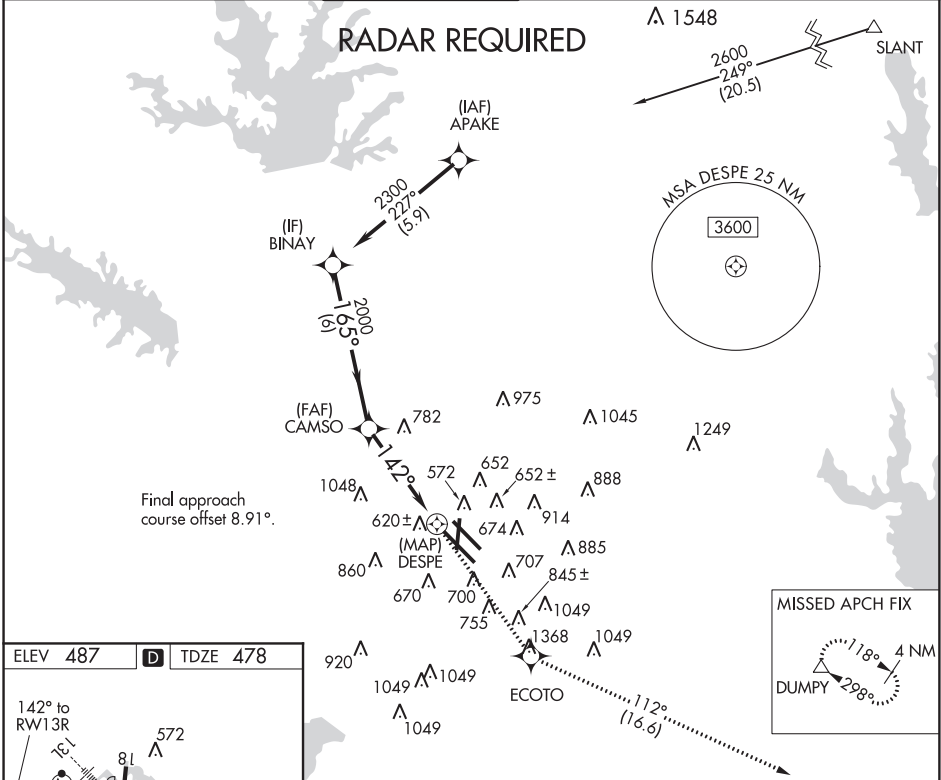 RADAR REQUIRED
1548
SLANT
2600
249°
(20.5)
(IAF)
APAKE
2300
227°
(5.9)
MSA DESPE 25 NM
3600
(IF)
BINAY
2000
165°
(6)
(FAF)
CAMSO
782
975
1045
1249
142°
572
652
652 ±
888
1048
Final approach
course offset 8.91°.
620 ±
674
914
(MAP)
DESPE
885
860
707
670
700
845 ±
755
1049
1368
1049
920
1049
1049
1049
ECOTO
112°
(16.6)
MISSED APCH FIX
118°
4 NM
DUMPY
298°
ELEV 487 D TDZE 478
142° to
RW13R
572
13L
18